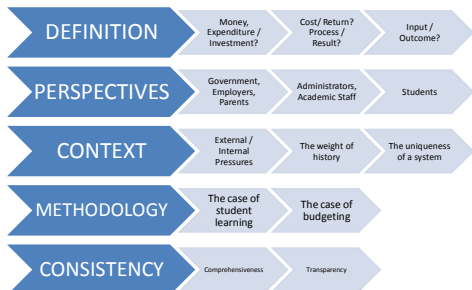 DEFINITION
Money,
Expenditure /
Investment?
Cost/ Return?
Process /
Result?
Input /
Outcome?
PERSPECTIVES
Government,
Employers,
Parents
Administrators,
Academic Staff
Students
CONTEXT
External /
Internal
Pressures
The weight of
history
The uniqueness
of a system
METHODOLOGY
The case of
student
learning
The case of
budgeting
CONSISTENCY
Comprehensiveness
Transparency